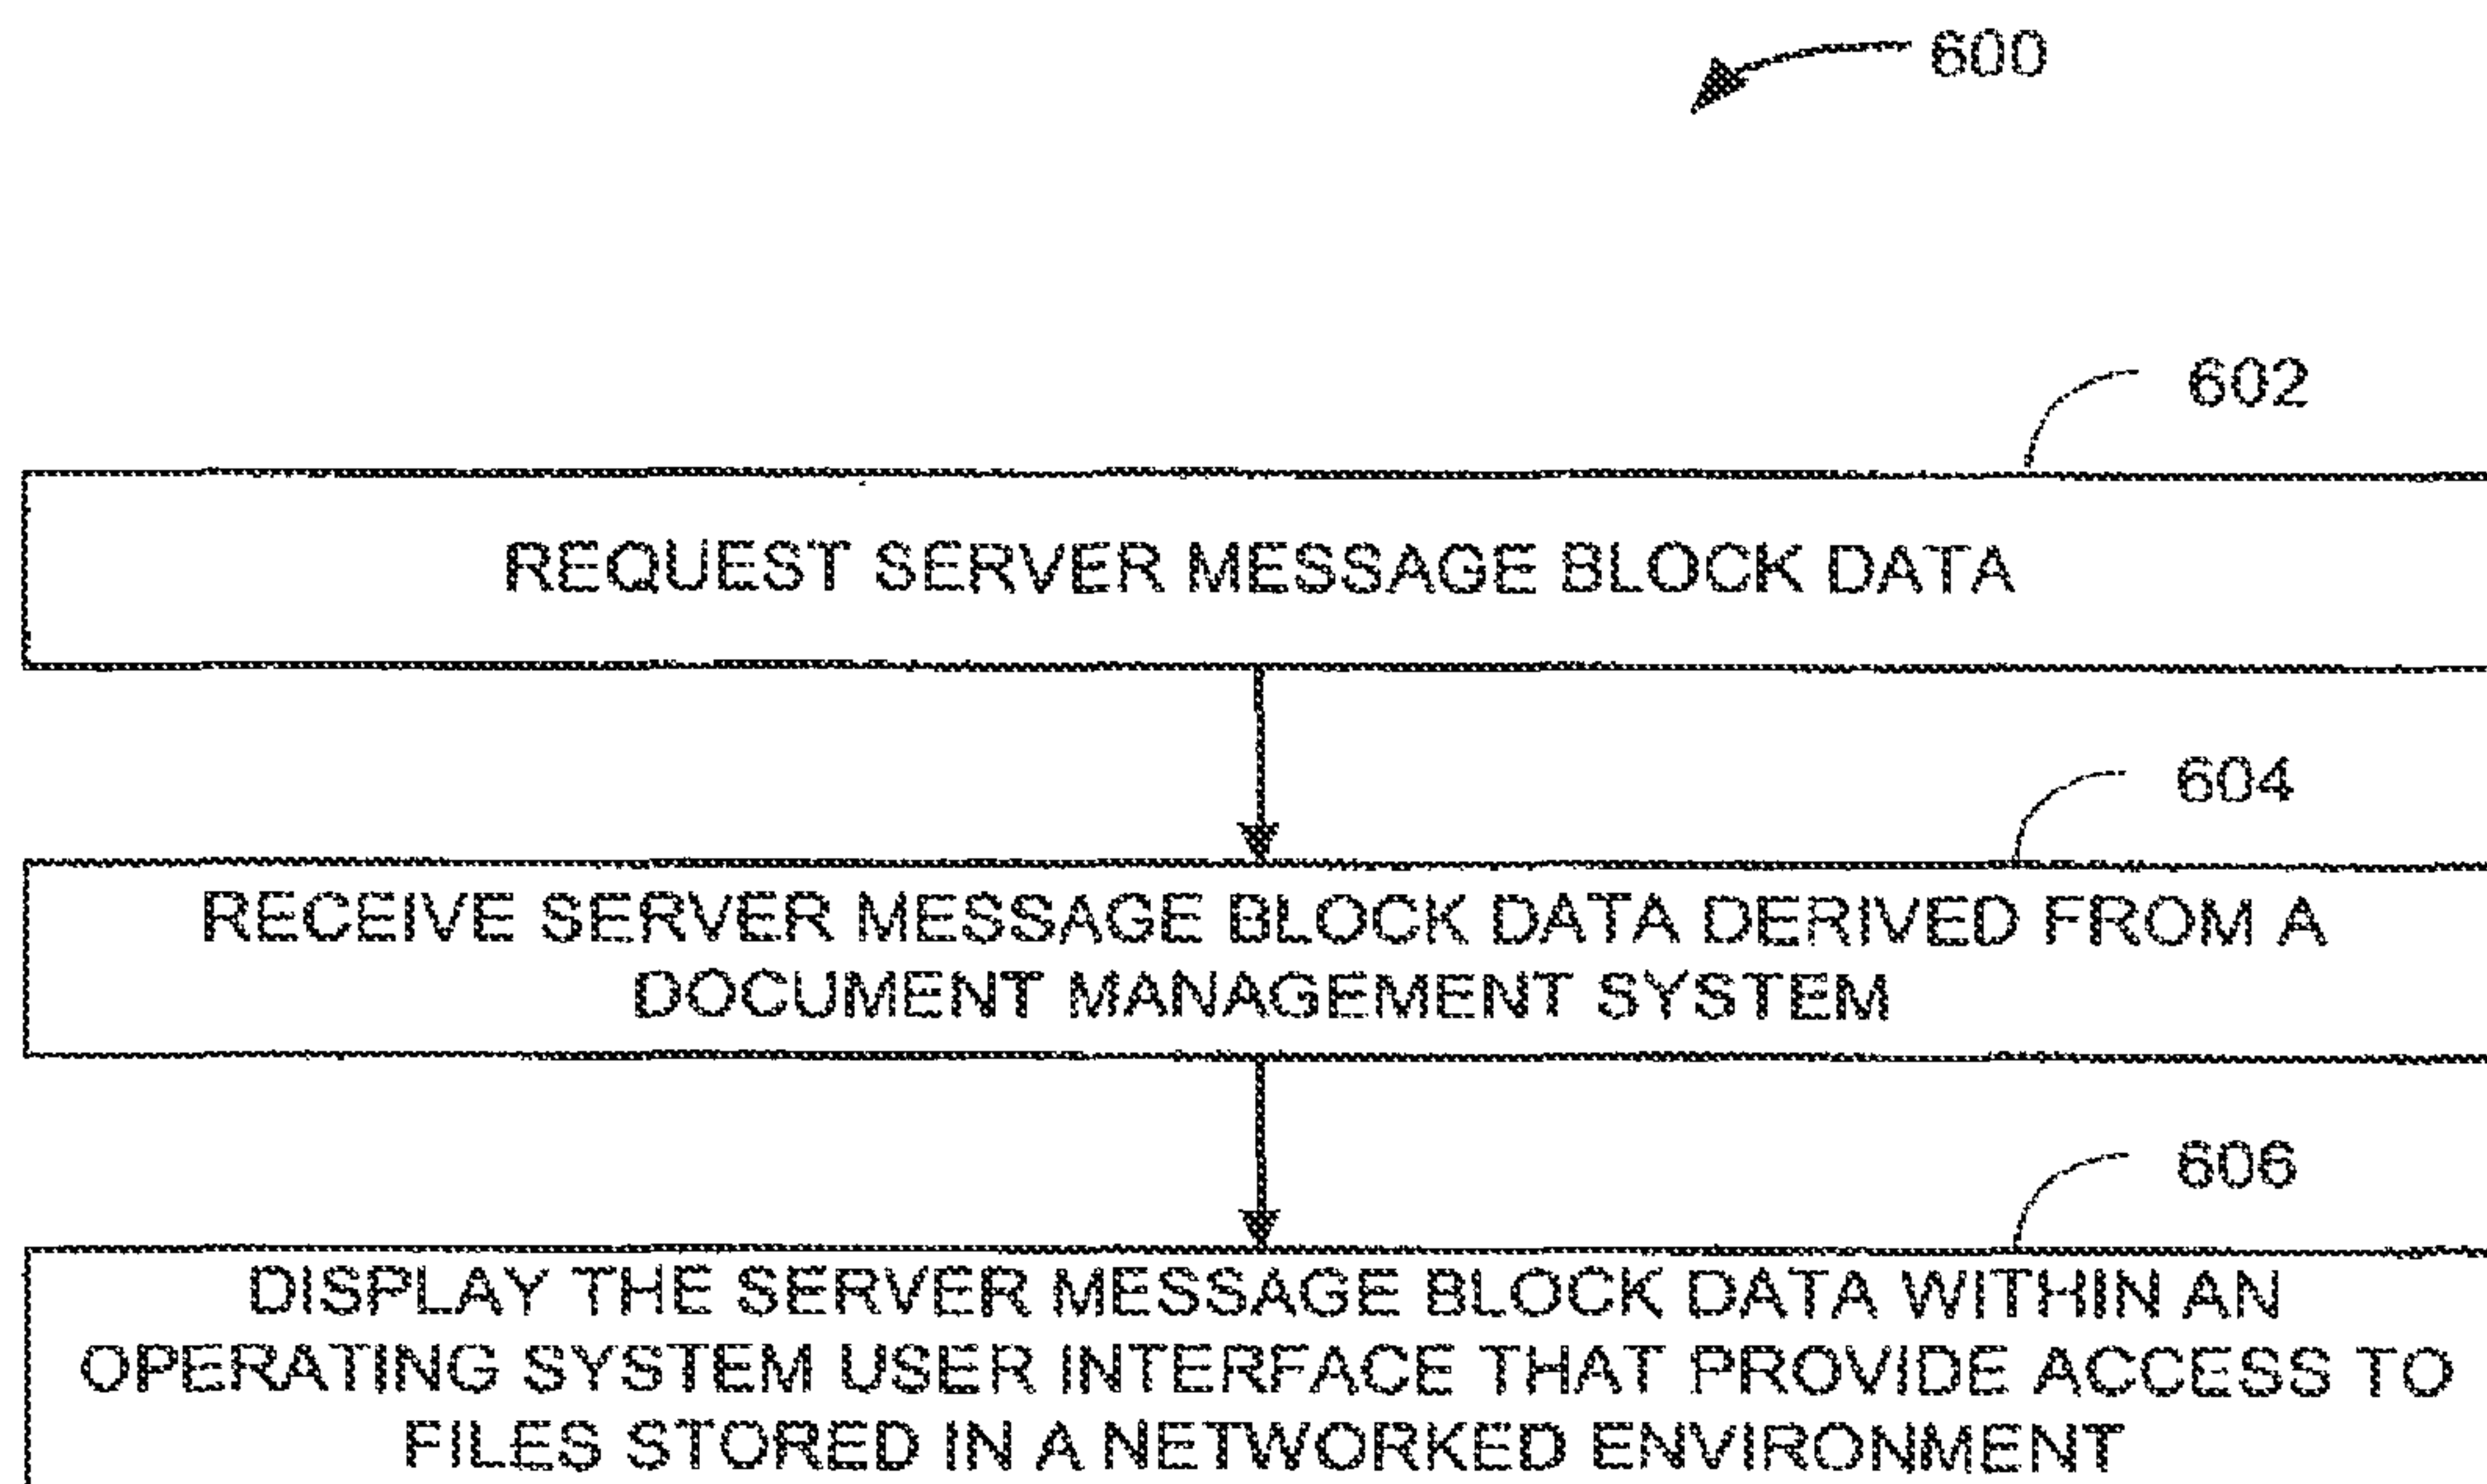 600
602
REQUEST SERVER MESSAGE BLOCK DATA
604
RECEIVE SERVER MESSAGE BLOCK DATA DERIVED FROM A
DOCUMENT MANAGEMENT SYSTEM
606
DISPLAY THE SERVER MESSAGE BLOCK DATA WITHIN AN
OPERATING SYSTEM USER INTERFACE THAT PROVIDE ACCESS TO
FILES STORED IN A NETWORKED ENVIRONMENT